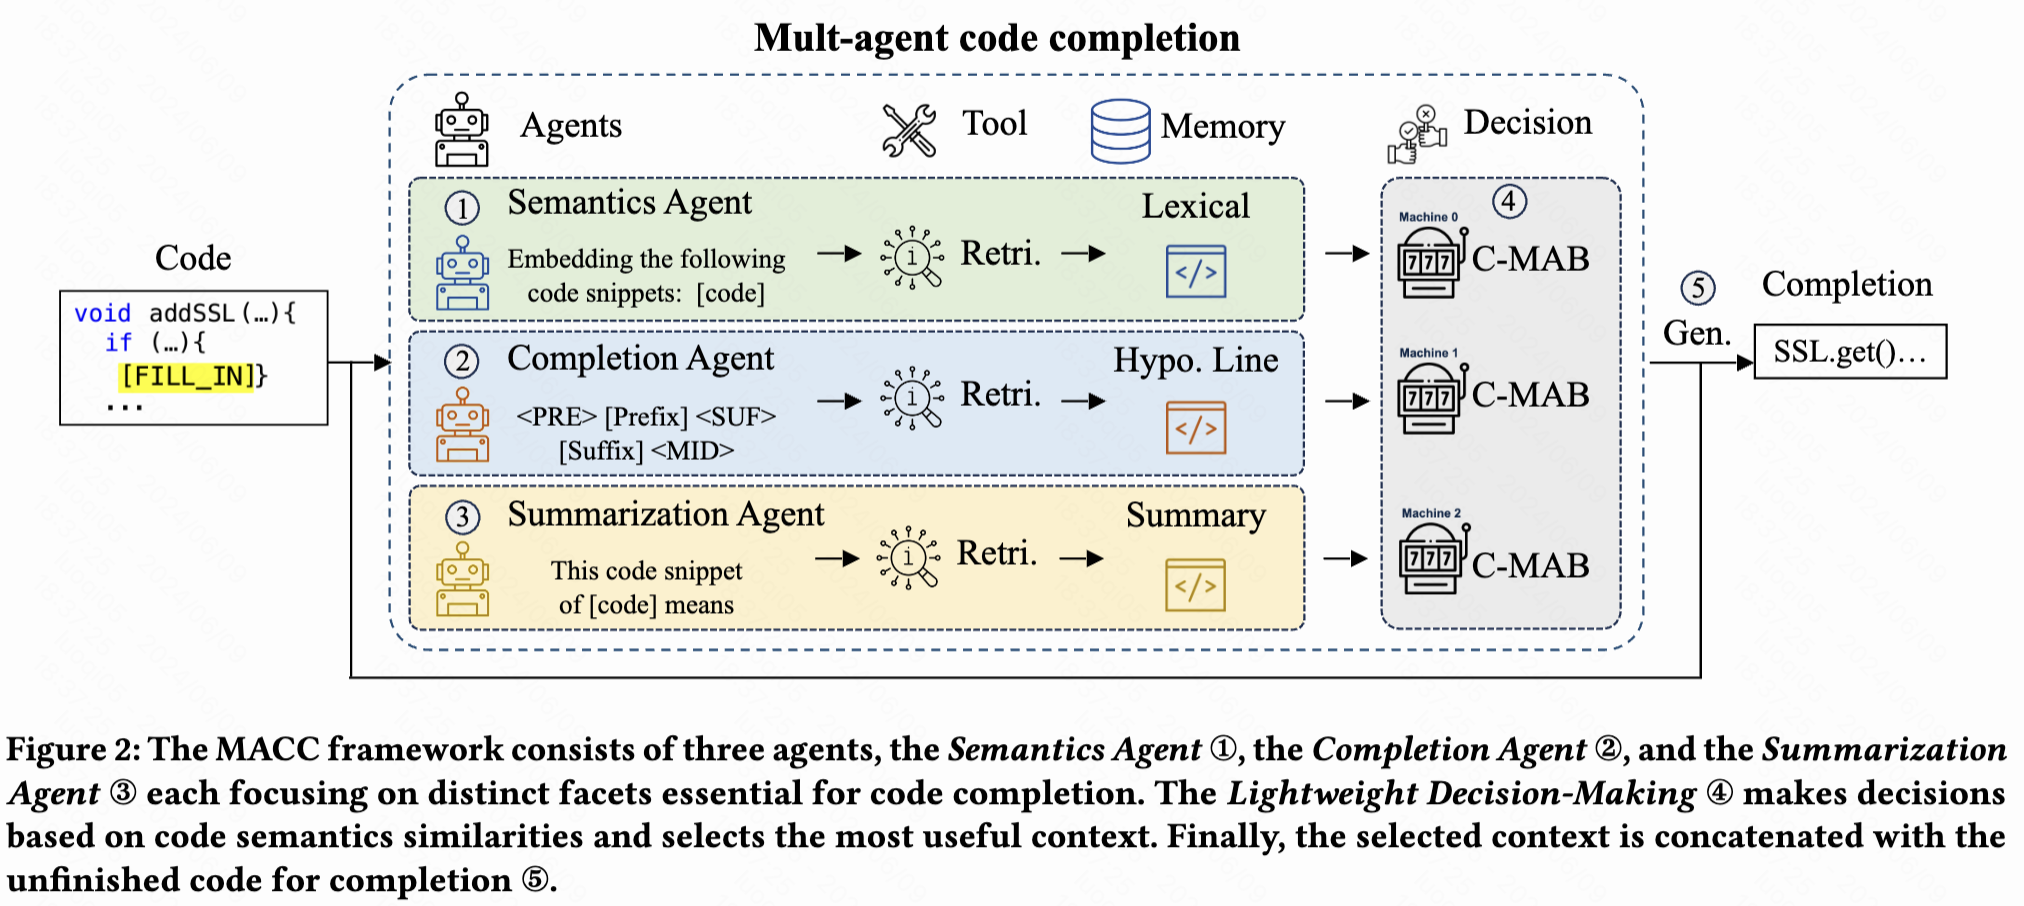 Mult-agent code completion
Agents
Tool
Memory
Decision
Code
void addSSL(…){
if (…){
[FILL_IN]}
...
① Semantics Agent
Embedding the following
code snippets: [code]
Retri.
Lexical
</>
② Completion Agent
<PRE> [Prefix] <SUF>
[Suffix] <MID>
Retri.
Hypo. Line
</>
③ Summarization Agent
This code snippet
of [code] means
Retri.
Summary
</>
④
Machine 0
777
C-MAB
Machine 1
777
C-MAB
Machine 2
777
C-MAB
⑤
Gen.
Completion
SSL.get()…
Figure 2: The MACC framework consists of three agents, the Semantics Agent ①, the Completion Agent ②, and the Summarization
Agent ③ each focusing on distinct facets essential for code completion. The Lightweight Decision-Making ④ makes decisions
based on code semantics similarities and selects the most useful context. Finally, the selected context is concatenated with the
unfinished code for completion ⑤.